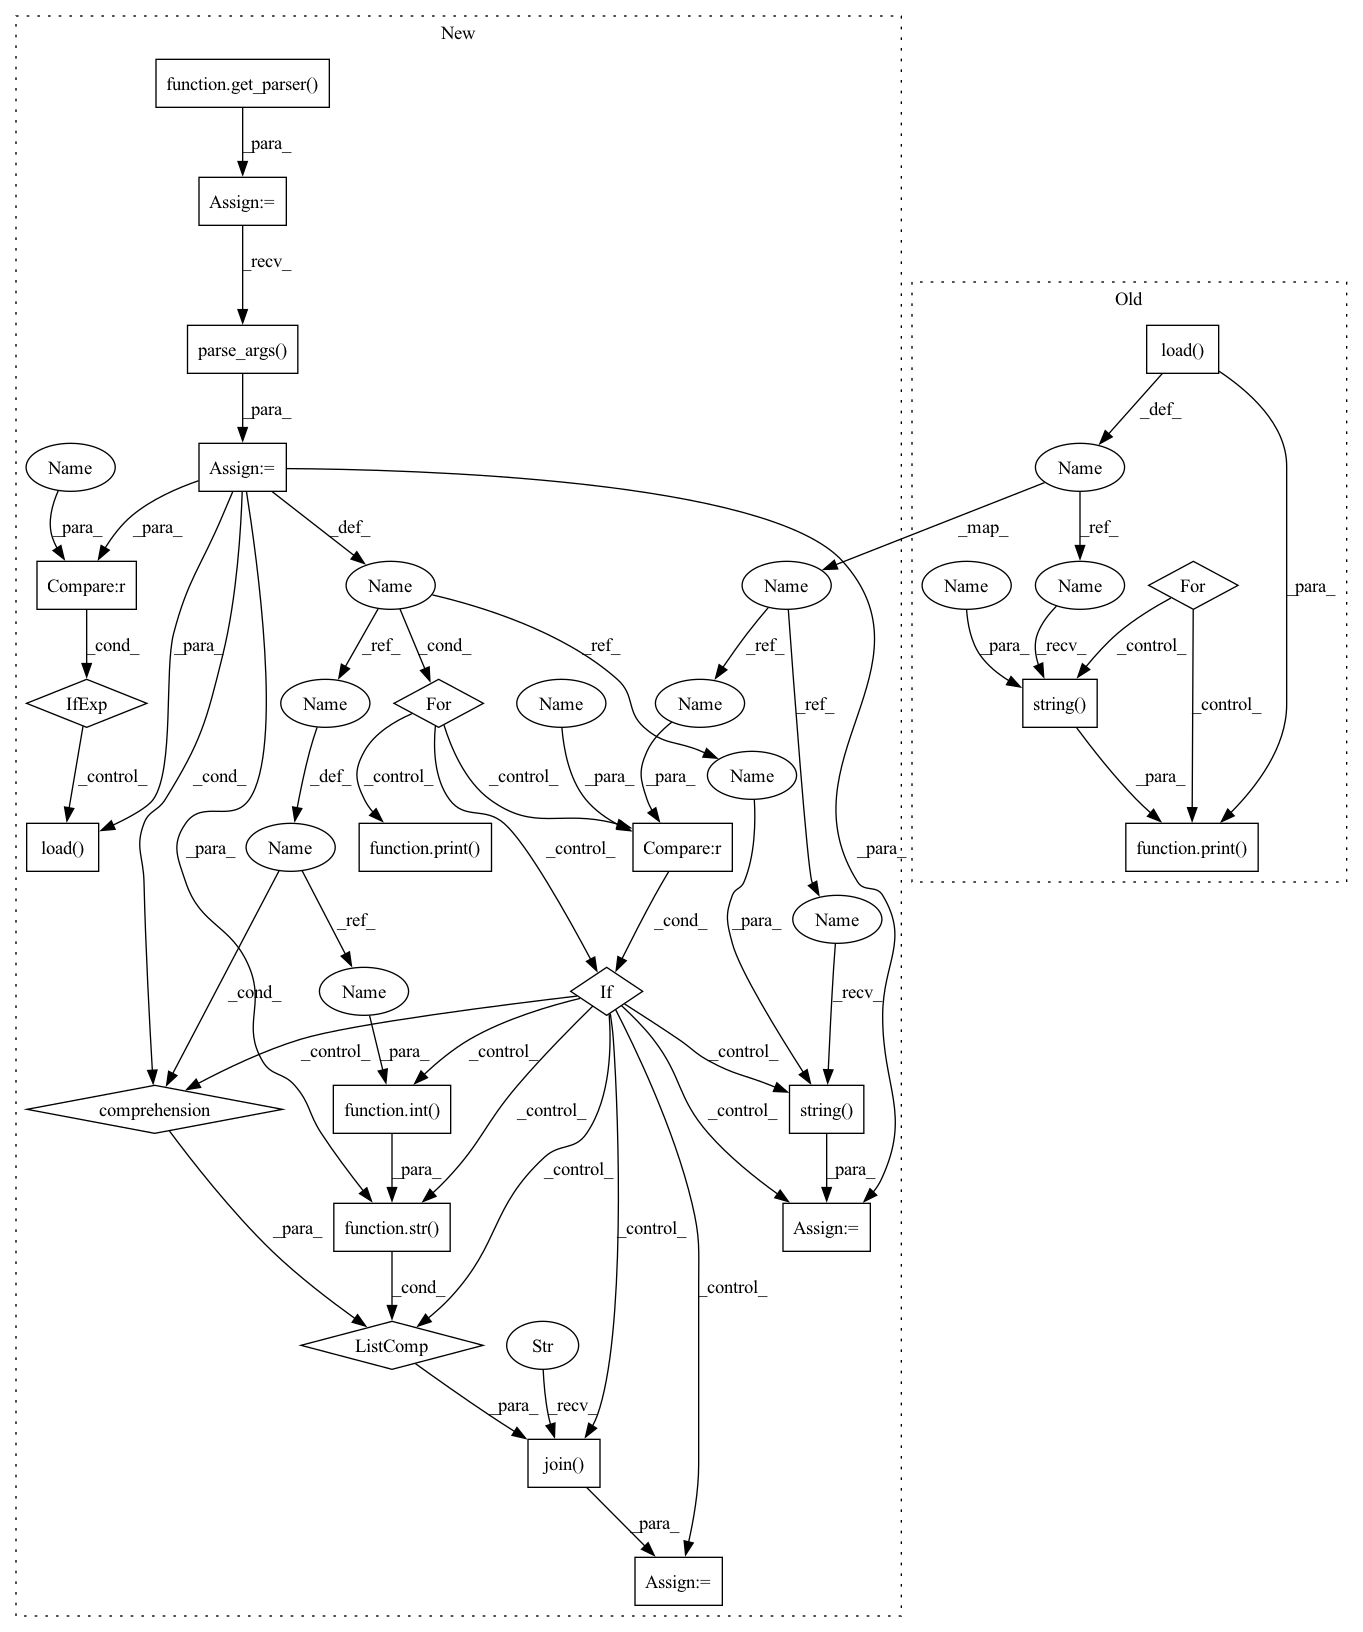 New
function.get_parser()
_para_
Assign:=
_recv_
Old
parse_args()
load()
_para_
_def_
Name
Assign:=
Name
_para_
_para_
_def_
_map_
_ref_
Compare:r
Name
Name
Name
Name
For
_para_
_cond_
_para_
_ref_
_cond_
_ref_
_ref_
_para_
_recv_
_control_
IfExp
Name
For
Name
Name
string()
_control_
_control_
_cond_
_def_
_control_
_control_
_para_
_para_
_ref_
Name
_para_
load()
_para_
Name
function.print()
_control_
Compare:r
_para_
function.print()
_ref_
_cond_
_para_
Name
_cond_
Name
If
_recv_
_control_
_para_
_control_
_control_
comprehension
function.int()
_control_
_control_
string()
_para_
_control_
_para_
_para_
function.str()
_control_
Assign:=
_cond_
_control_
ListComp
Str
_para_
_recv_
join()
_para_
Assign:=